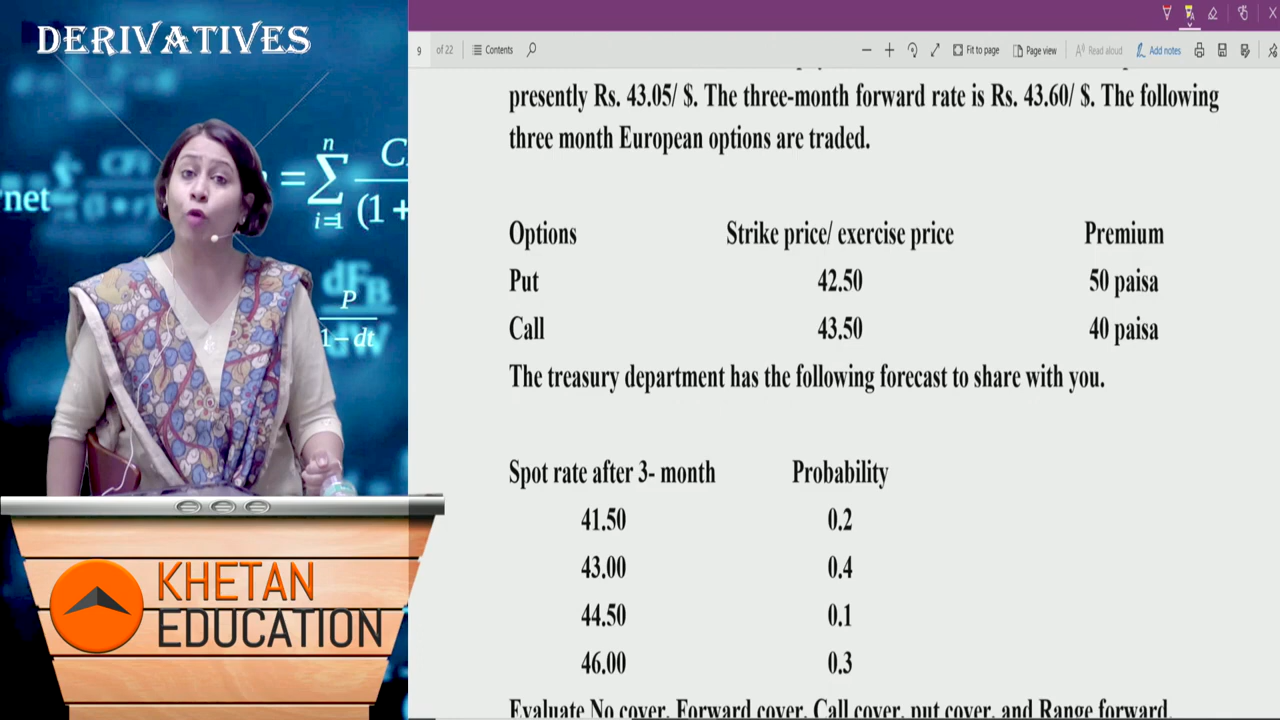 DERIVATIVES
net
n
= ∑
i=1
(1 +
dF_B
dW
P
1-dt
KHETAN
EDUCATION
9 of 22 Contents Fit to page Page view Read aloud Add notes
presently Rs. 43.05/ $. The three-month forward rate is Rs. 43.60/ $. The following
three month European options are traded.
Options Strike price/ exercise price Premium
Put 42.50 50 paisa
Call 43.50 40 paisa
The treasury department has the following forecast to share with you.
Spot rate after 3- month Probability
41.50 0.2
43.00 0.4
44.50 0.1
46.00 0.3
Evaluate No cover, Forward cover, Call cover, put cover, and Range forward.